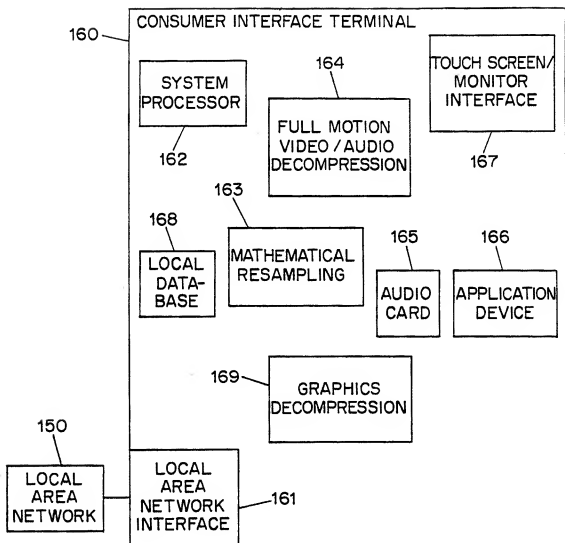 CONSUMER INTERFACE TERMINAL
160
SYSTEM
PROCESSOR
162
164
FULL MOTION
VIDEO / AUDIO
DECOMPRESSION
TOUCH SCREEN/
MONITOR
INTERFACE
167
163
168
LOCAL
DATA-
BASE
MATHEMATICAL
RESAMPLING
165
AUDIO
CARD
166
APPLICATION
DEVICE
169
GRAPHICS
DECOMPRESSION
150
LOCAL
AREA
NETWORK
LOCAL
AREA
NETWORK
INTERFACE
161